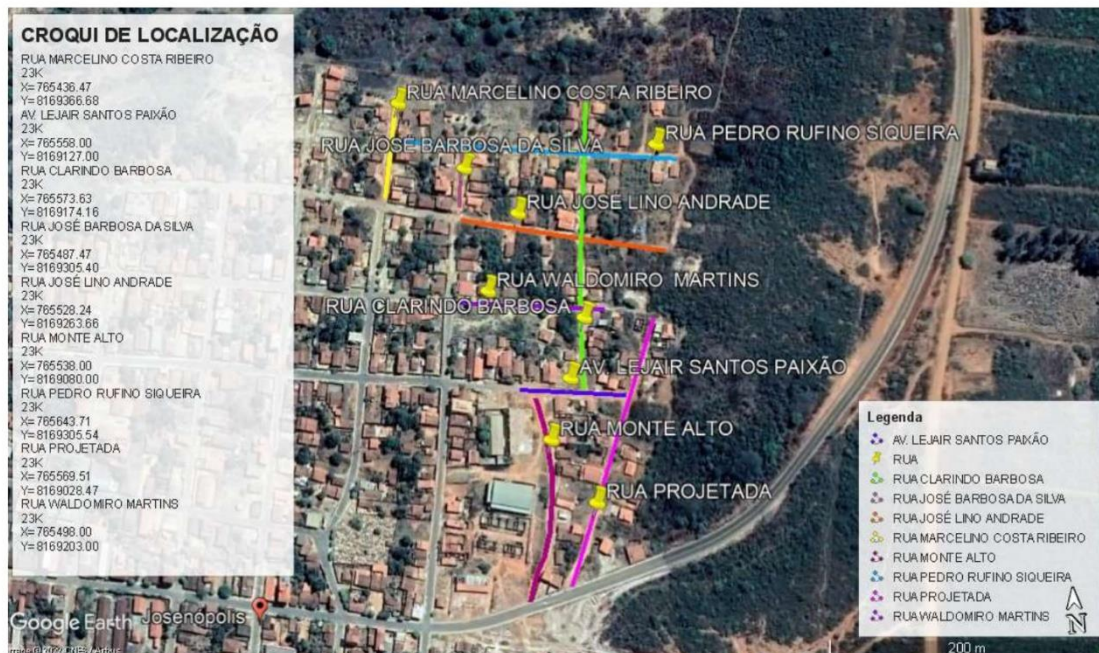 CROQUI DE LOCALIZAÇÃO
RUA MARCELINO COSTA RIBEIRO
23K
X= 765436.47
Y= 8169366.68
AV. LEJAIR SANTOS PAIXÃO
23K
X= 765558.00
Y= 8169127.00
RUA CLARINDO BARBOSA
23K
X= 765573.63
Y= 8169174.16
RUA JOSÉ BARBOSA DA SILVA
23K
X= 765487.47
Y= 8169305.40
RUA JOSÉ LINO ANDRADE
23K
X= 765528.24
Y= 8169263.66
RUA MONTE ALTO
23K
X= 765538.00
Y= 8169080.00
RUA PEDRO RUFINO SIQUEIRA
23K
X= 765643.71
Y= 8169305.54
RUA PROJETADA
23K
X= 765569.51
Y= 8169028.47
RUA WALDOMIRO MARTINS
23K
X= 765498.00
Y= 8169203.00
RUA MARCELINO COSTA RIBEIRO
RUA PEDRO RUFINO SIQUEIRA
RUA JOSÉ BARBOSA DA SILVA
RUA JOSÉ LINO ANDRADE
RUA WALDOMIRO MARTINS
RUA CLARINDO BARBOSA
AV. LEJAIR SANTOS PAIXÃO
RUA MONTE ALTO
RUA PROJETADA
Legenda
AV. LEJAIR SANTOS PAIXÃO
RUA
RUA CLARINDO BARBOSA
RUA JOSÉ BARBOSA DA SILVA
RUA JOSÉ LINO ANDRADE
RUA MARCELINO COSTA RIBEIRO
RUA MONTE ALTO
RUA PEDRO RUFINO SIQUEIRA
RUA PROJETADA
RUA WALDOMIRO MARTINS
N
Josenópolis
Google Earth
200 m